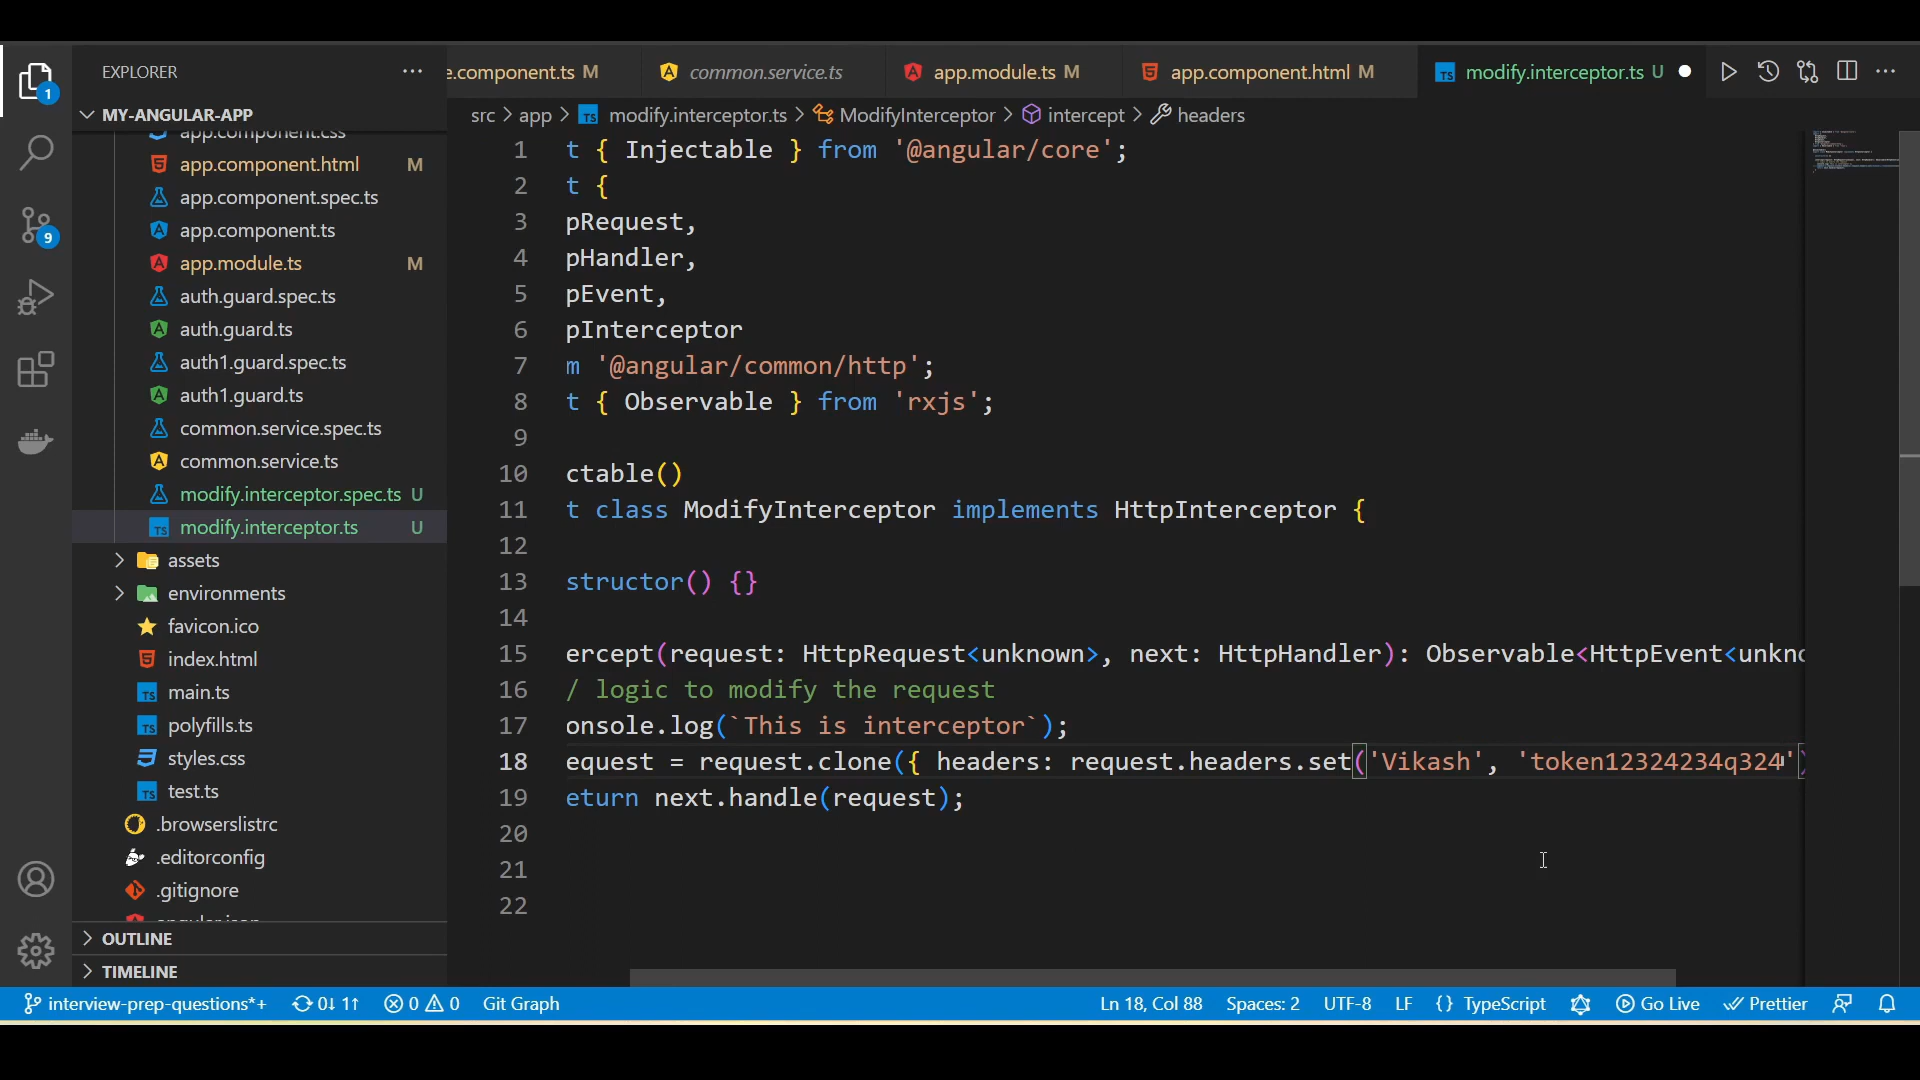 EXPLORER
MY-ANGULAR-APP
app.component.css
app.component.html M
app.component.spec.ts
app.component.ts
app.module.ts M
auth.guard.spec.ts
auth.guard.ts
auth1.guard.spec.ts
auth1.guard.ts
common.service.spec.ts
common.service.ts
modify.interceptor.spec.ts U
modify.interceptor.ts U
assets
environments
favicon.ico
index.html
main.ts
polyfills.ts
styles.css
test.ts
.browserslistrc
.editorconfig
.gitignore
angular.json
OUTLINE
TIMELINE
1
9
e.component.ts M common.service.ts app.module.ts M app.component.html M modify.interceptor.ts U
src > app > modify.interceptor.ts > ModifyInterceptor > intercept > headers
1 t { Injectable } from '@angular/core';
2 t {
3 pRequest,
4 pHandler,
5 pEvent,
6 pInterceptor
7 m '@angular/common/http';
8 t { Observable } from 'rxjs';
9
10 ctable()
11 t class ModifyInterceptor implements HttpInterceptor {
12
13 structor() {}
14
15 ercept(request: HttpRequest<unknown>, next: HttpHandler): Observable<HttpEvent<unkno
16 / logic to modify the request
17 onsole.log(`This is interceptor`);
18 equest = request.clone({ headers: request.headers.set('Vikash', 'token12324234q324')
19 eturn next.handle(request);
20
21
22
interview-prep-questions*+ 0↓ 1↑ 0 0 Git Graph Ln 18, Col 88 Spaces: 2 UTF-8 LF {} TypeScript Go Live Prettier